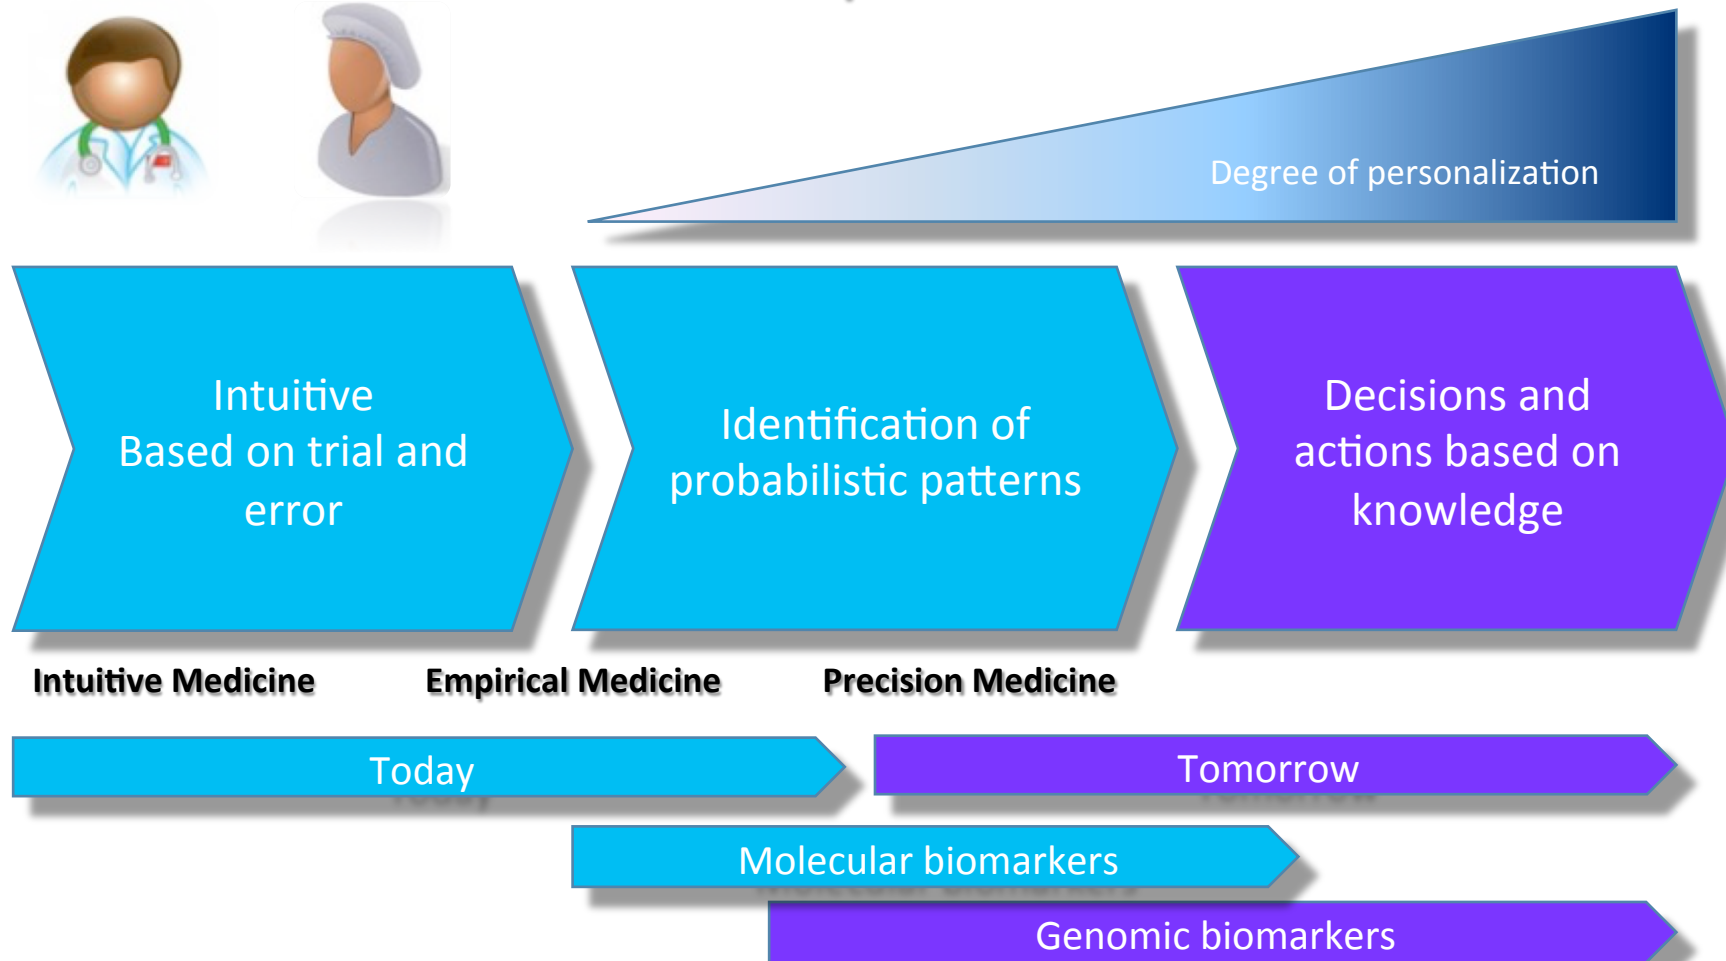 Degree of personalization
Intuitive
Based on trial and
error
Identification of
probabilistic patterns
Decisions and
actions based on
knowledge
Intuitive Medicine
Empirical Medicine
Precision Medicine
Today
Tomorrow
Molecular biomarkers
Genomic biomarkers